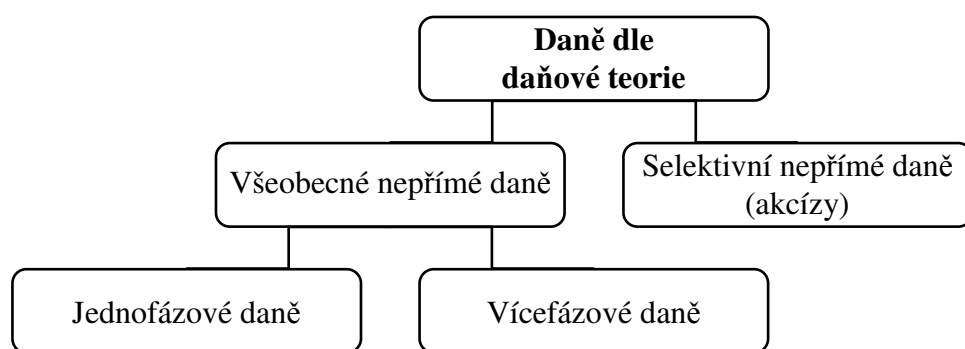 Daně dle
daňové teorie
Všeobecné nepřímé daně
Selektivní nepřímé daně
(akcízy)
Jednofázové daně
Vícefázové daně